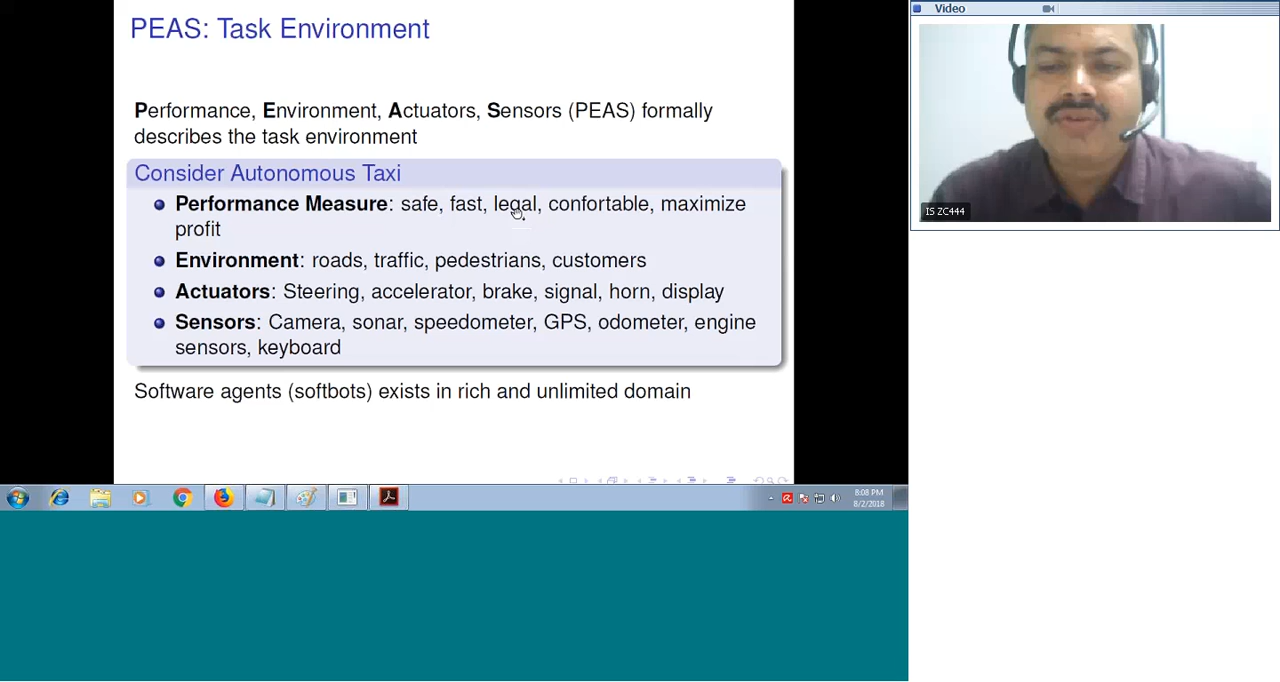 PEAS: Task Environment
Performance, Environment, Actuators, Sensors (PEAS) formally
describes the task environment
Consider Autonomous Taxi
Performance Measure: safe, fast, legal, confortable, maximize
profit
Environment: roads, traffic, pedestrians, customers
Actuators: Steering, accelerator, brake, signal, horn, display
Sensors: Camera, sonar, speedometer, GPS, odometer, engine
sensors, keyboard
Software agents (softbots) exists in rich and unlimited domain
8:08 PM
8/2/2018
Video
IS ZC444